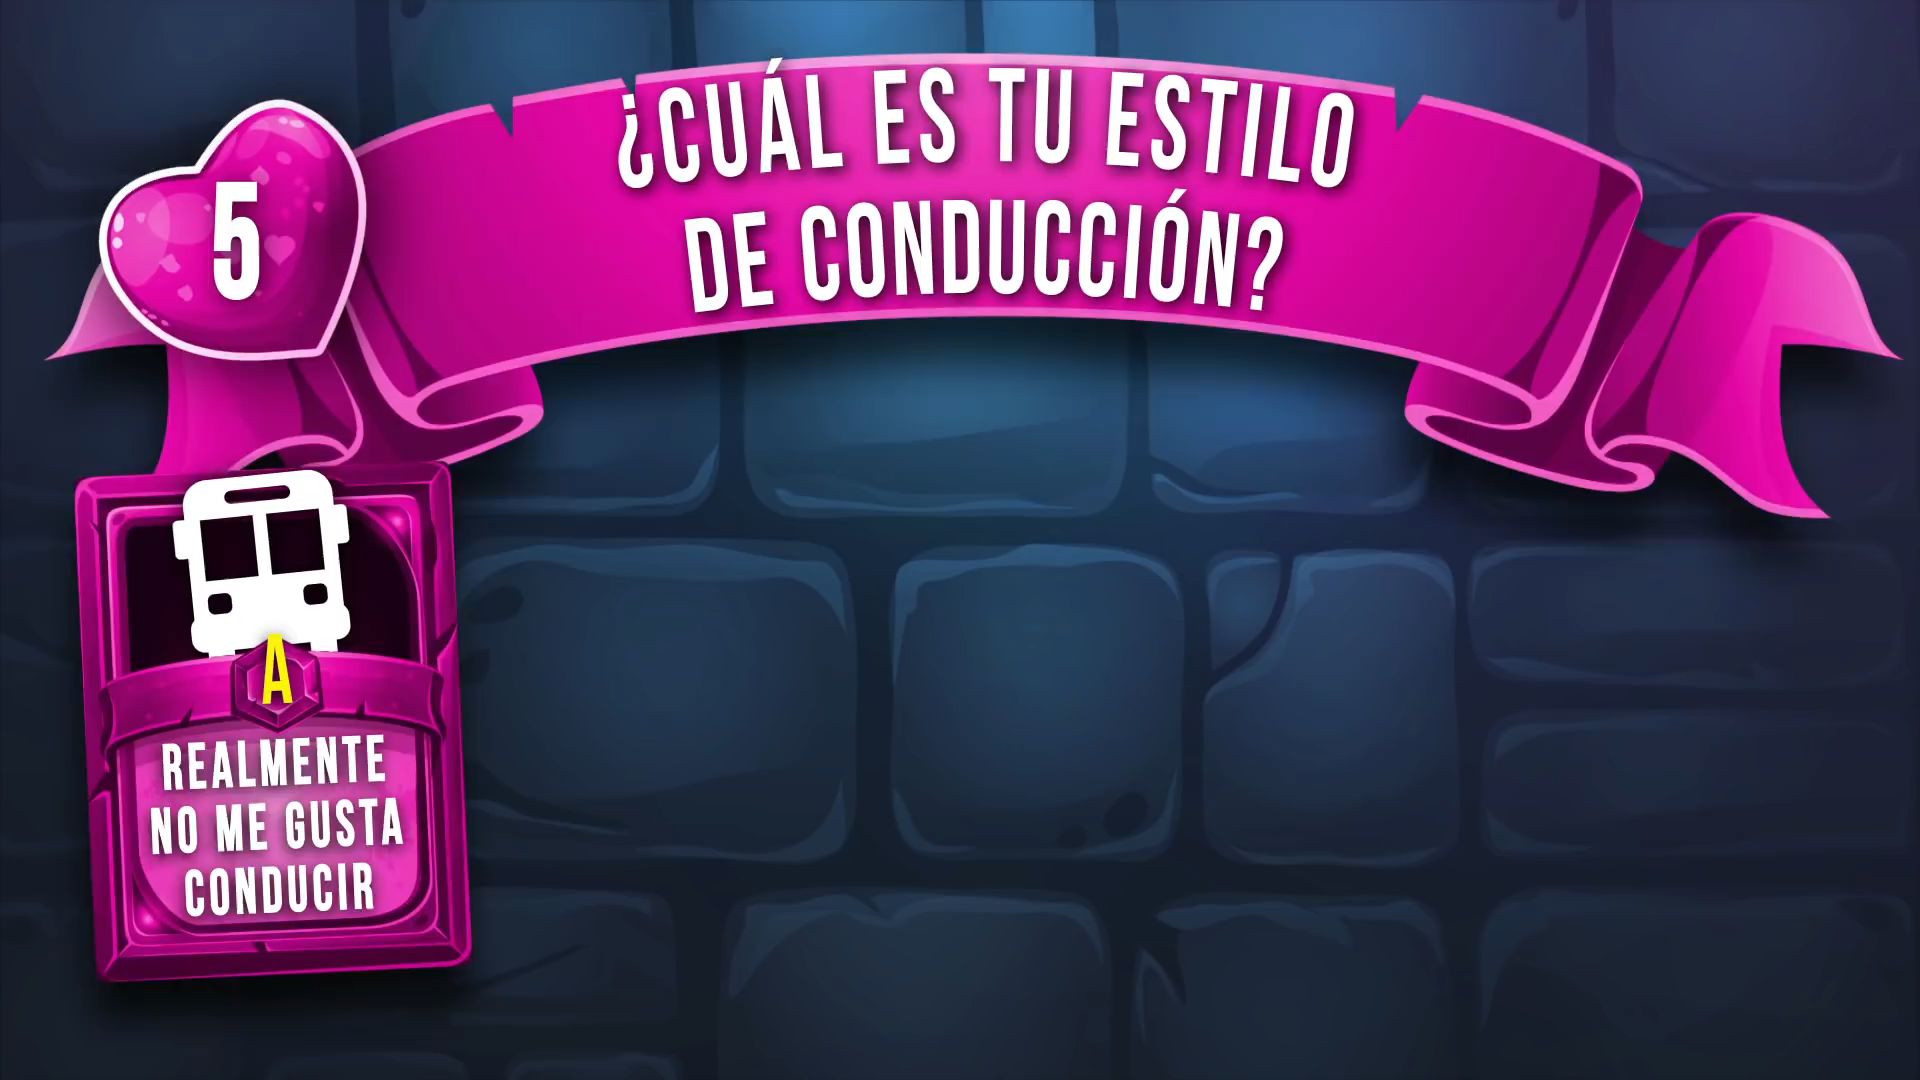 5
¿CUÁL ES TU ESTILO
DE CONDUCCIÓN?
A
REALMENTE
NO ME GUSTA
CONDUCIR